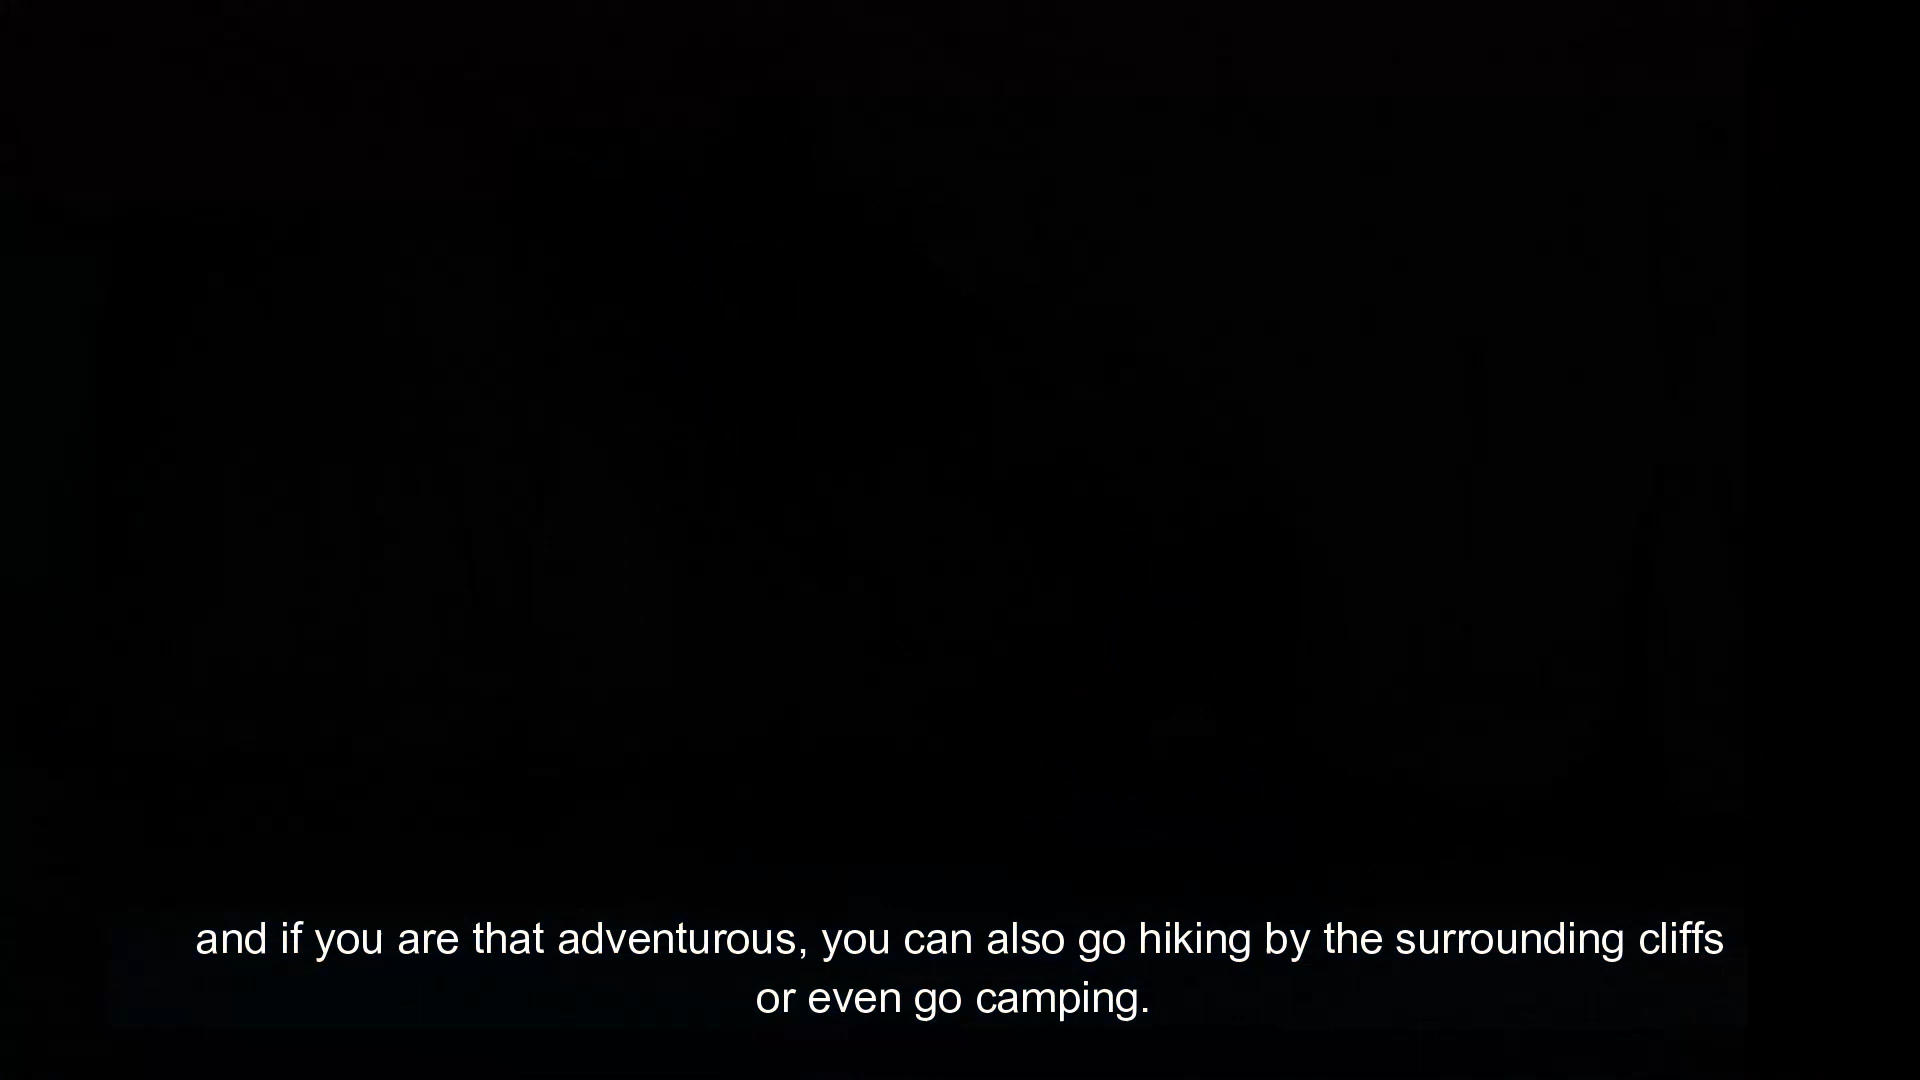 and if you are that adventurous, you can also go hiking by the surrounding cliffs
or even go camping.